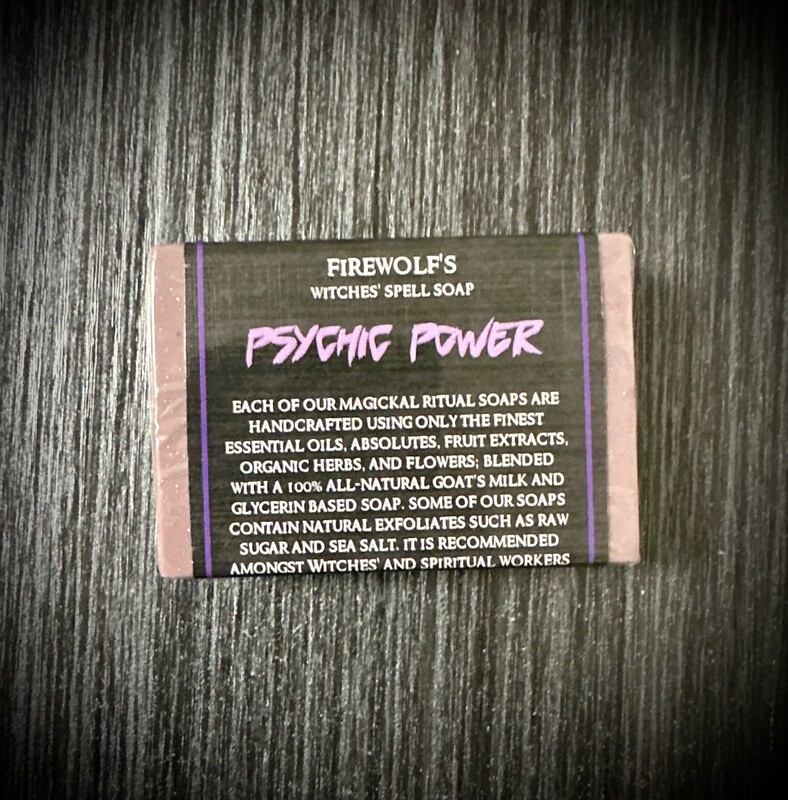 FIREWOLF'S
WITCHES' SPELL SOAP
PSYCHIC POWER
EACH OF OUR MAGICKAL RITUAL SOAPS ARE
HANDCRAFTED USING ONLY THE FINEST
ESSENTIAL OILS, ABSOLUTES, FRUIT EXTRACTS,
ORGANIC HERBS, AND FLOWERS; BLENDED
WITH A 100% ALL-NATURAL GOAT'S MILK AND
GLYCERIN BASED SOAP. SOME OF OUR SOAPS
CONTAIN NATURAL EXFOLIATES SUCH AS RAW
SUGAR AND SEA SALT. IT IS RECOMMENDED
AMONGST WITCHES' AND SPIRITUAL WORKERS